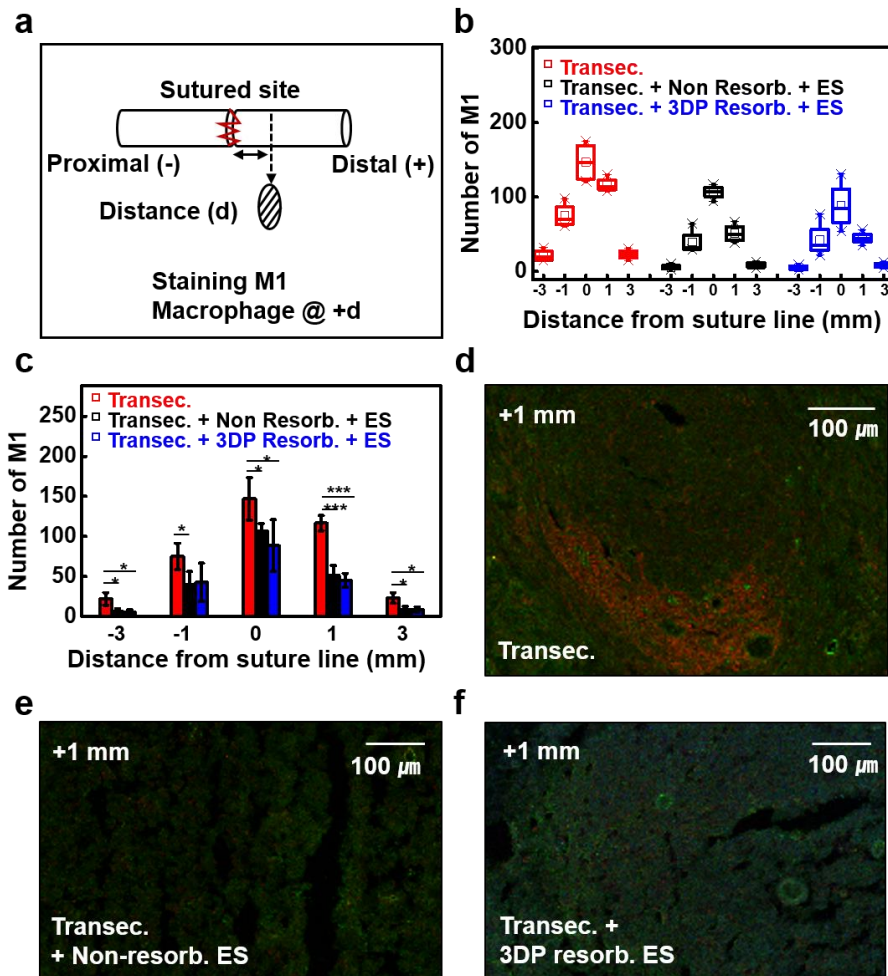 a
Sutured site
Proximal (-)
Distal (+)
Distance (d)
Staining M1
Macrophage @ +d
b
300
200
100
0
Number of M1
Transec.
Transec. + Non Resorb. + ES
Transec. + 3DP Resorb. + ES
-3 -1 0 1 3 -3 -1 0 1 3 -3 -1 0 1 3
Distance from suture line (mm)
c
250
200
150
100
50
0
Number of M1
Transec.
Transec. + Non Resorb. + ES
Transec. + 3DP Resorb. + ES
* * * * * *** *** * *
-3 -1 0 1 3
Distance from suture line (mm)
d
+1 mm
100 μm
Transec.
e
+1 mm
100 μm
Transec.
+ Non-resorb. ES
f
+1 mm
100 μm
Transec. +
3DP resorb. ES